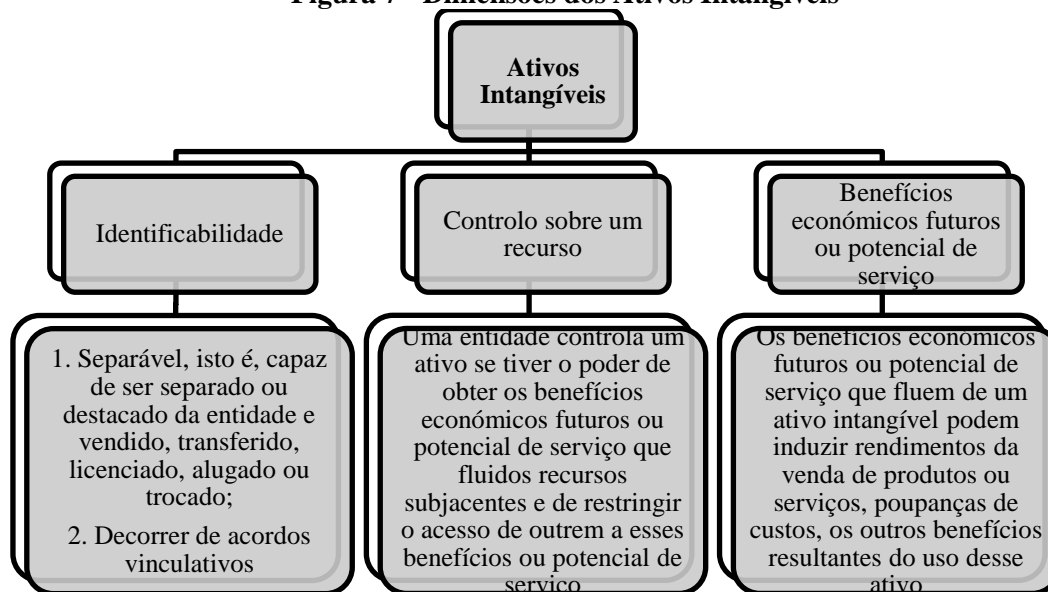 Figura 7 - Dimensões dos Ativos Intangíveis
Ativos
Intangíveis
Identificabilidade
Controlo sobre um
recurso
Benefícios
económicos futuros
ou potencial de
serviço
1. Separável, isto é, capaz
de ser separado ou
destacado da entidade e
vendido, transferido,
licenciado, alugado ou
trocado;
2. Decorrer de acordos
vinculativos
Uma entidade controla um
ativo se tiver o poder de
obter os benefícios
económicos futuros ou
potencial de serviço que
fluidos recursos
subjacentes e de restringir
o acesso de outrem a esses
benefícios ou potencial de
serviço
Os benefícios económicos
futuros ou potencial de
serviço que fluem de um
ativo intangível podem
induzir rendimentos da
venda de produtos ou
serviços, poupanças de
custos, os outros benefícios
resultantes do uso desse
ativo